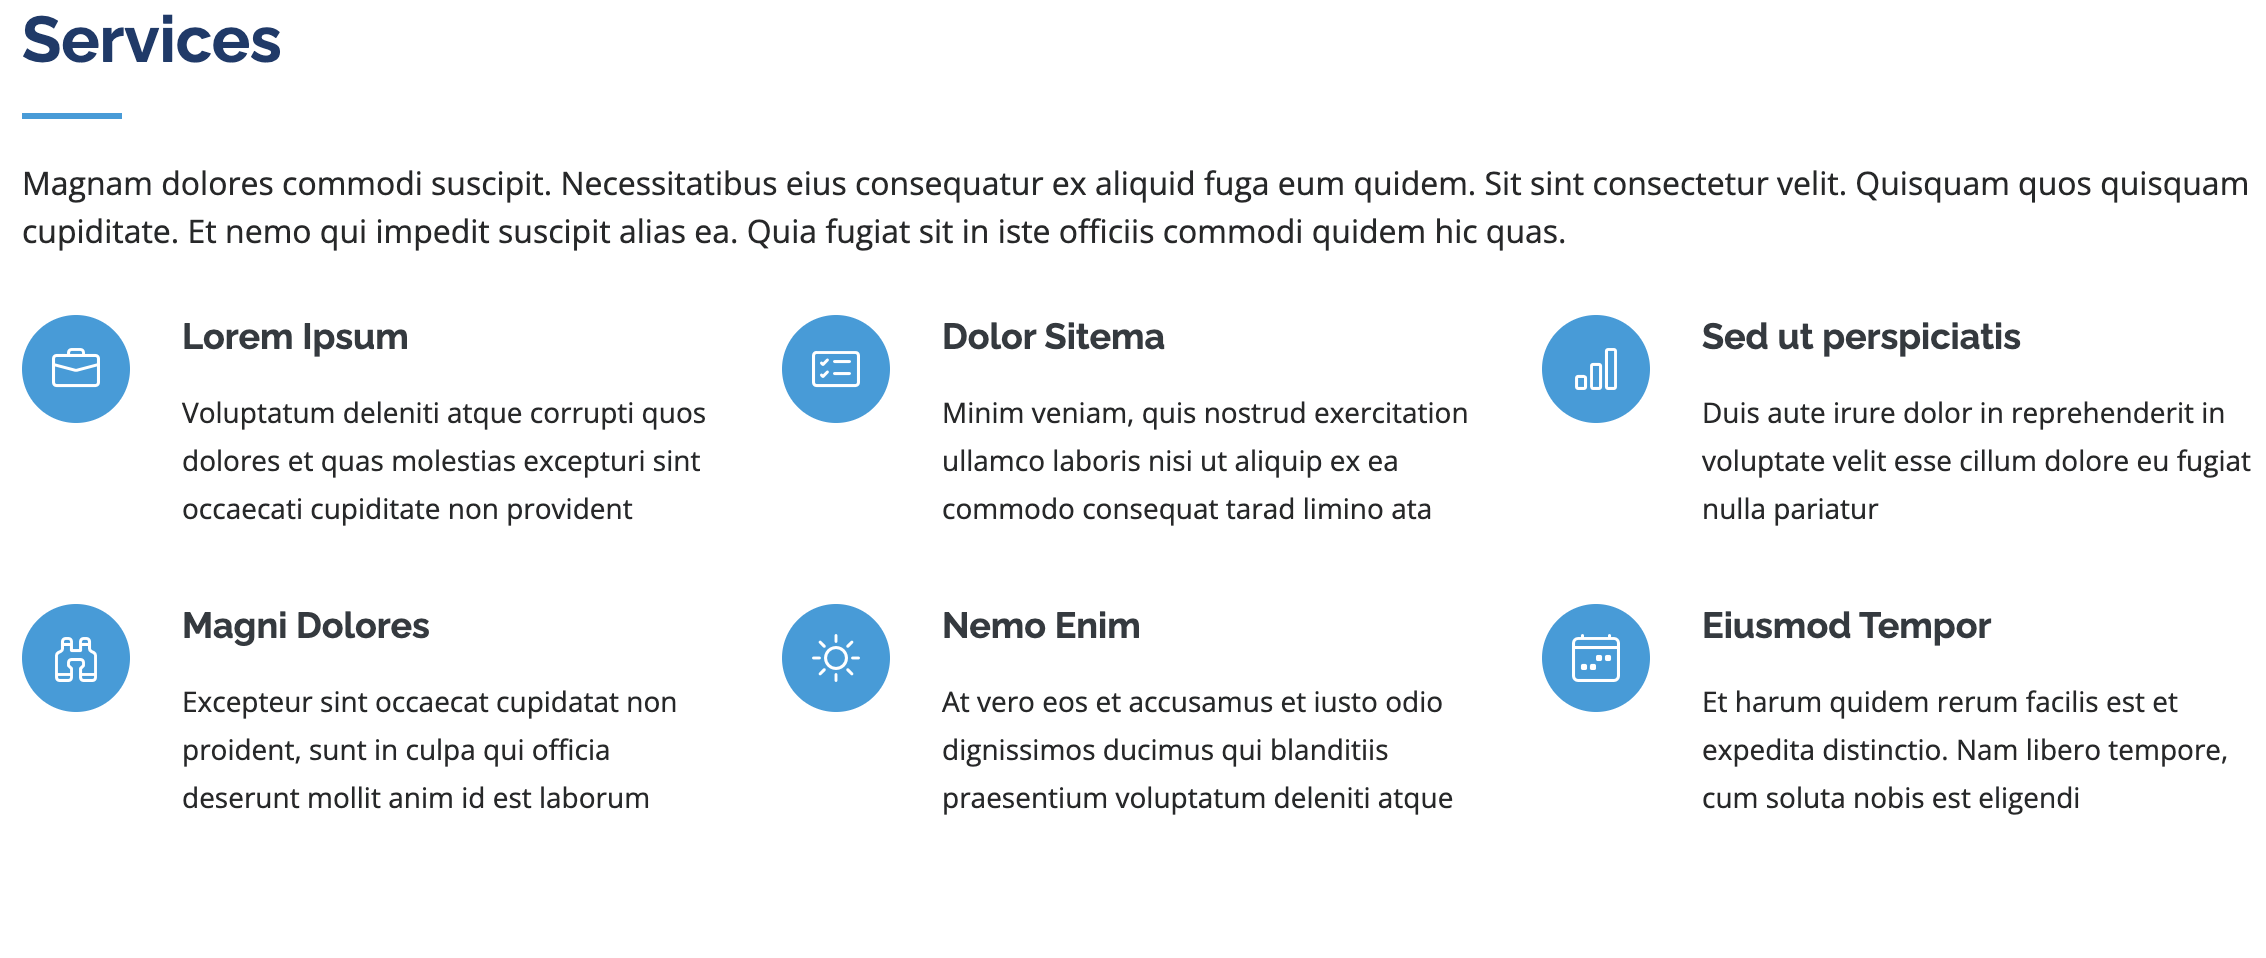 Services
Magnam dolores commodi suscipit. Necessitatibus eius consequatur ex aliquid fuga eum quidem. Sit sint consectetur velit. Quisquam quos quisquam
cupiditate. Et nemo qui impedit suscipit alias ea. Quia fugiat sit in iste officiis commodi quidem hic quas.
Lorem Ipsum
Voluptatum deleniti atque corrupti quos
dolores et quas molestias excepturi sint
occaecati cupiditate non provident
Dolor Sitema
Minim veniam, quis nostrud exercitation
ullamco laboris nisi ut aliquip ex ea
commodo consequat tarad limino ata
Sed ut perspiciatis
Duis aute irure dolor in reprehenderit in
voluptate velit esse cillum dolore eu fugiat
nulla pariatur
Magni Dolores
Excepteur sint occaecat cupidatat non
proident, sunt in culpa qui officia
deserunt mollit anim id est laborum
Nemo Enim
At vero eos et accusamus et iusto odio
dignissimos ducimus qui blanditiis
praesentium voluptatum deleniti atque
Eiusmod Tempor
Et harum quidem rerum facilis est et
expedita distinctio. Nam libero tempore,
cum soluta nobis est eligendi